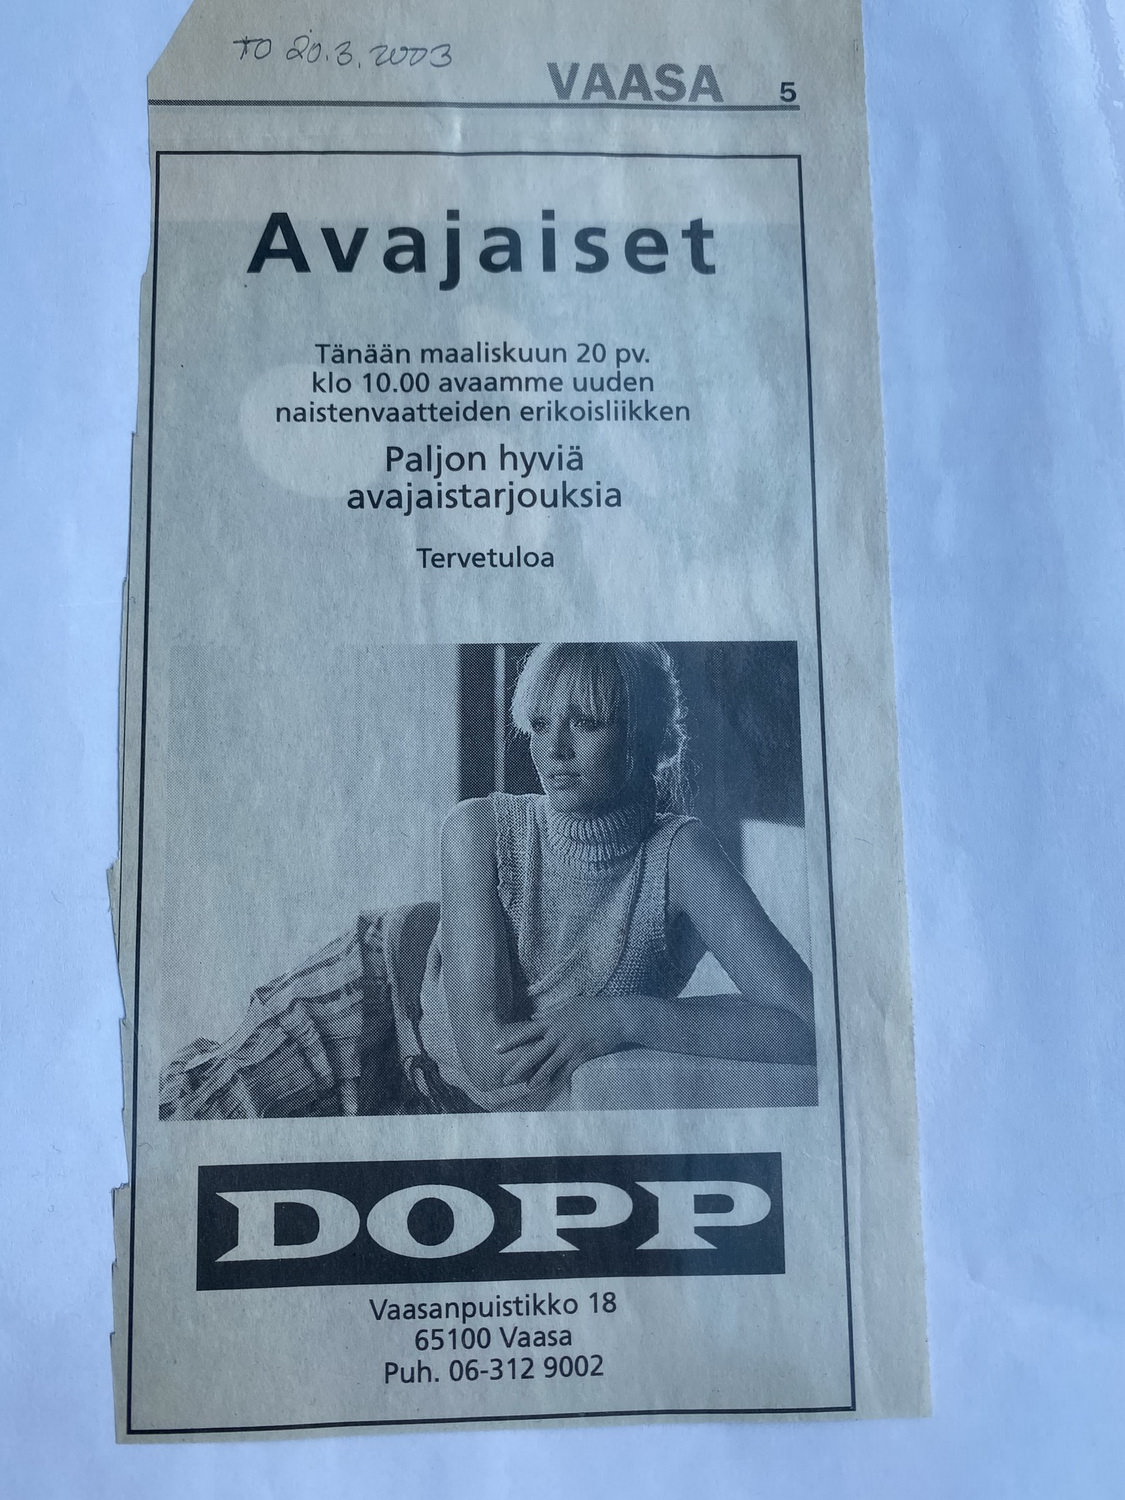 TO 20.3.2003
VAASA 5
Avajaiset
Tänään maaliskuun 20 pv.
klo 10.00 avaamme uuden
naistenvaatteiden erikoisliikken
Paljon hyviä
avajaistarjouksia
Tervetuloa
DOPP
Vaasanpuistikko 18
65100 Vaasa
Puh. 06-312 9002